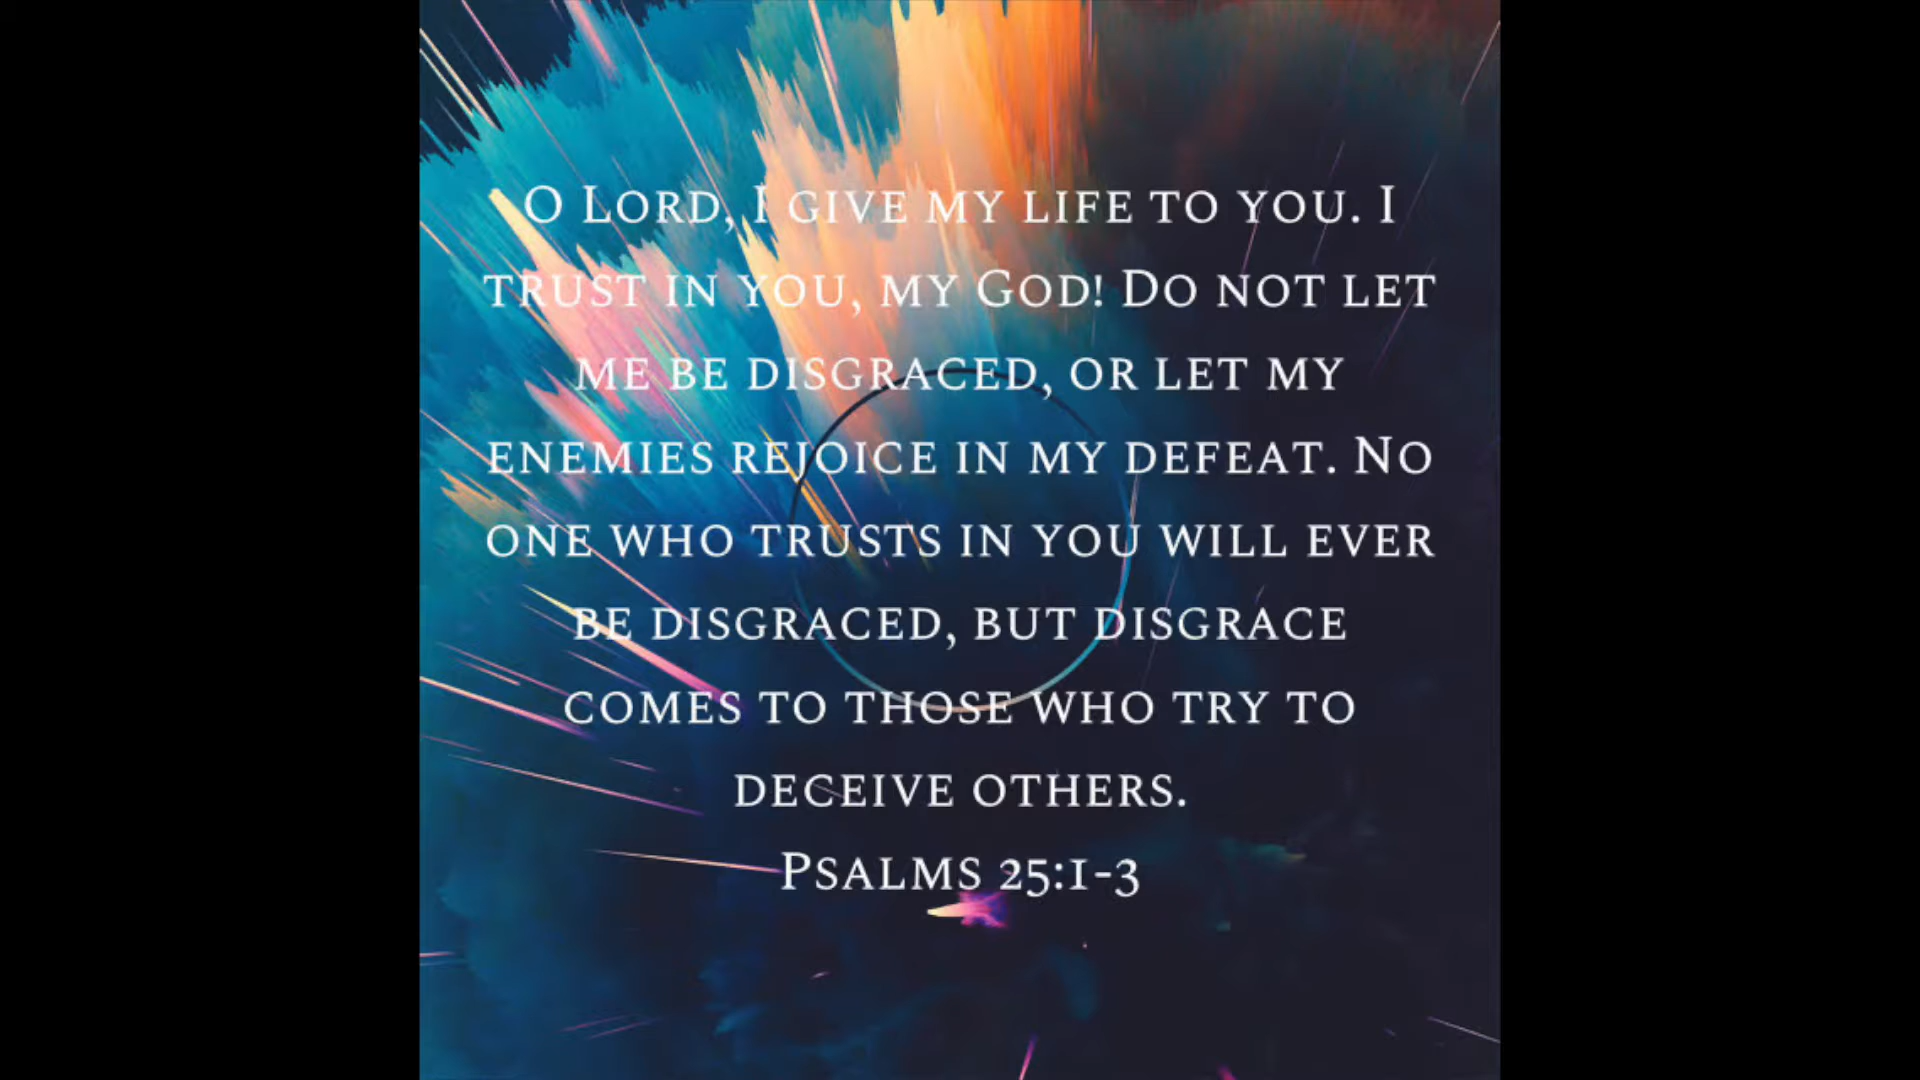 O Lord, I give my life to you. I
trust in you, my God! Do not let
me be disgraced, or let my
enemies rejoice in my defeat. No
one who trusts in you will ever
be disgraced, but disgrace
comes to those who try to
deceive others.
Psalms 25:1-3